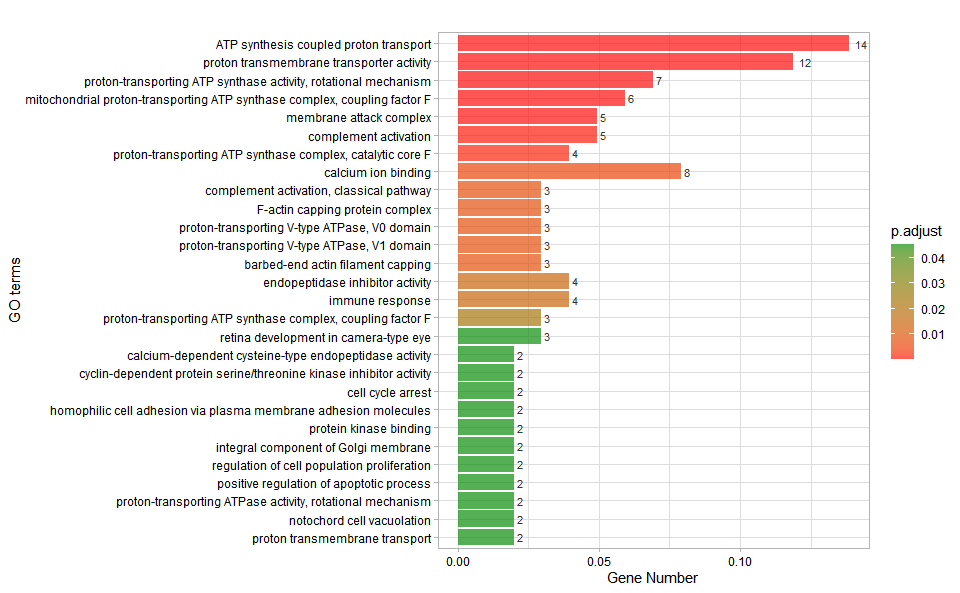 ATP synthesis coupled proton transport 14
proton transmembrane transporter activity 12
proton-transporting ATP synthase activity, rotational mechanism 7
mitochondrial proton-transporting ATP synthase complex, coupling factor F 6
membrane attack complex 5
complement activation 5
proton-transporting ATP synthase complex, catalytic core F 4
calcium ion binding 8
complement activation, classical pathway 3
F-actin capping protein complex 3
proton-transporting V-type ATPase, V0 domain 3
proton-transporting V-type ATPase, V1 domain 3
barbed-end actin filament capping 3
endopeptidase inhibitor activity 4
immune response 4
proton-transporting ATP synthase complex, coupling factor F 3
retina development in camera-type eye 3
calcium-dependent cysteine-type endopeptidase activity 2
cyclin-dependent protein serine/threonine kinase inhibitor activity 2
cell cycle arrest 2
homophilic cell adhesion via plasma membrane adhesion molecules 2
protein kinase binding 2
integral component of Golgi membrane 2
regulation of cell population proliferation 2
positive regulation of apoptotic process 2
proton-transporting ATPase activity, rotational mechanism 2
notochord cell vacuolation 2
proton transmembrane transport 2
0.00 0.05 0.10
Gene Number
GO terms
p.adjust
0.04
0.03
0.02
0.01